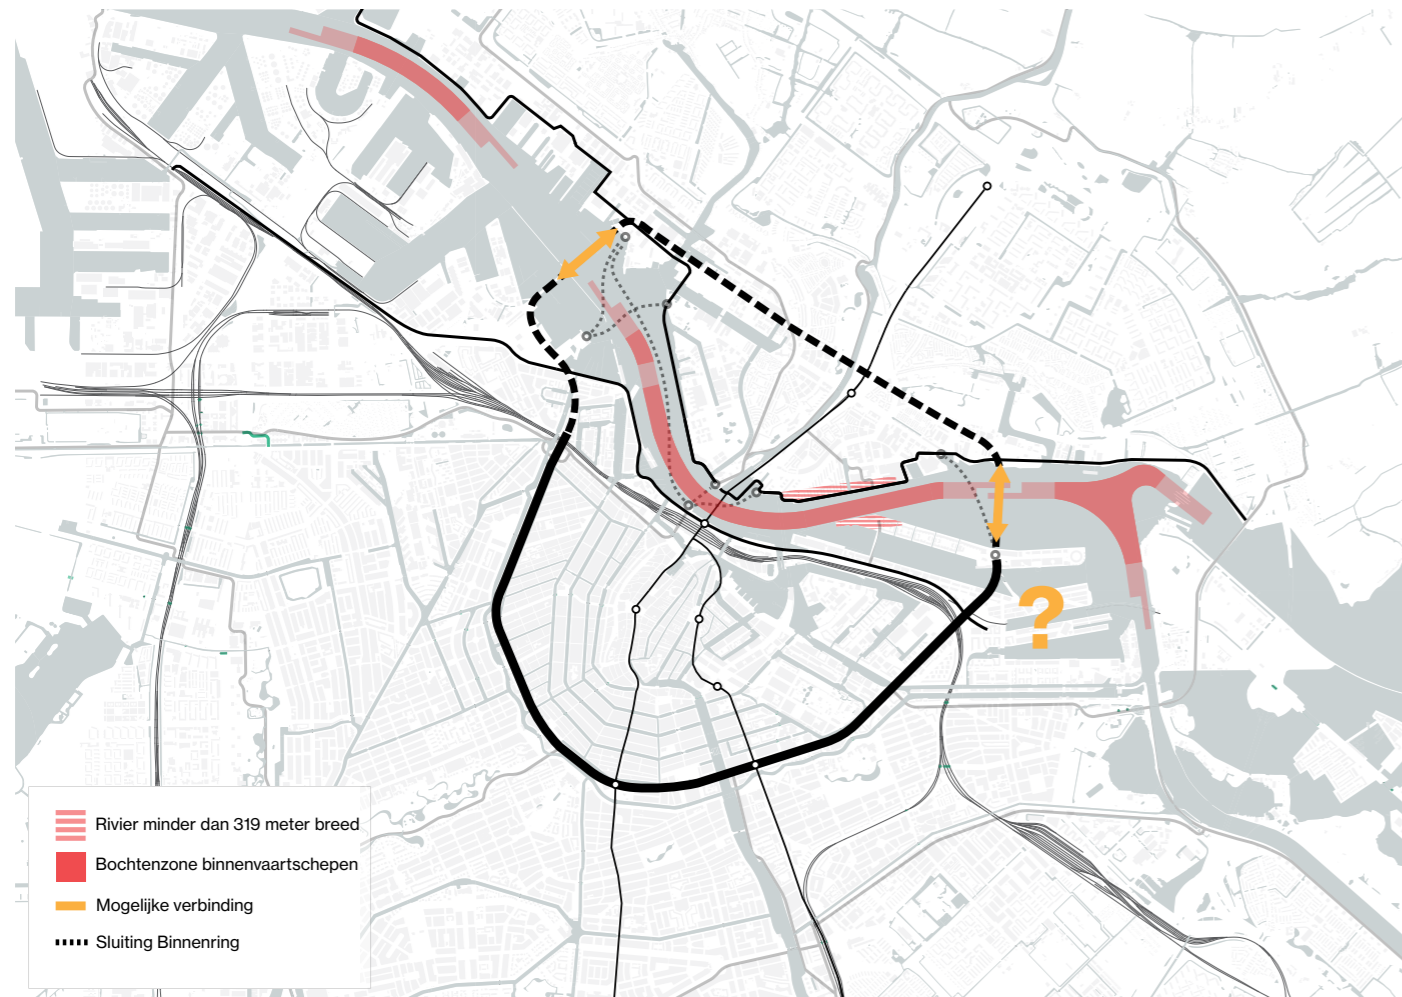 ?
Rivier minder dan 319 meter breed
Bochtenzone binnenvaartschepen
Mogelijke verbinding
Sluiting Binnenring